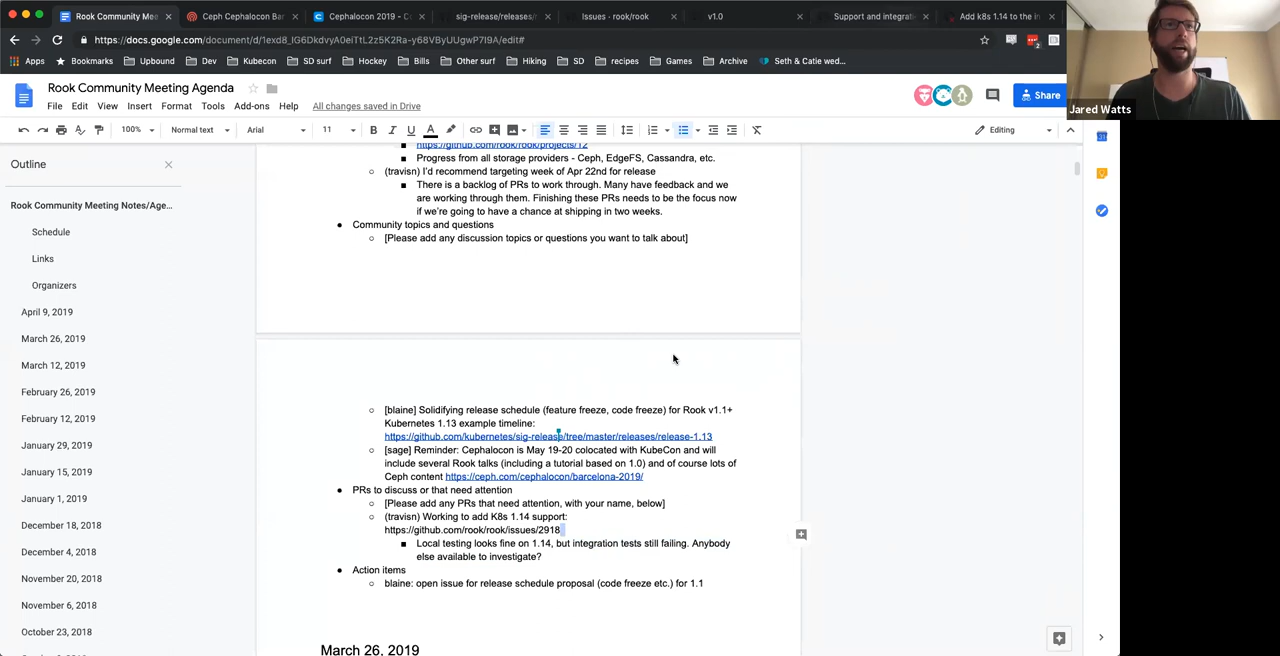 Rook Community Mee
Ceph Cephalocon Bar
Cephalocon 2019 - C
sig-release/releases/
Issues · rook/rook
v1.0
Support and integrat
Add k8s 1.14 to the in
https://docs.google.com/document/d/1exd8_IG6DkdvyA0eiTtL2z5K2Ra-y68VByUUgwP7I9A/edit#
Apps
Bookmarks
Upbound
Dev
Kubecon
SD surf
Hockey
Bills
Other surf
Hiking
SD
recipes
Games
Archive
Seth & Catie wed...
Jared Watts
Rook Community Meeting Agenda
File Edit View Insert Format Tools Add-ons Help All changes saved in Drive
Share
100% Normal text Arial 11 B I U A Editing
Outline
Rook Community Meeting Notes/Age...
Schedule
Links
Organizers
April 9, 2019
March 26, 2019
March 12, 2019
February 26, 2019
February 12, 2019
January 29, 2019
January 15, 2019
January 1, 2019
December 18, 2018
December 4, 2018
November 20, 2018
November 6, 2018
October 23, 2018
https://github.com/rook/rook/projects/12
Progress from all storage providers - Ceph, EdgeFS, Cassandra, etc.
(travisn) I'd recommend targeting week of Apr 22nd for release
There is a backlog of PRs to work through. Many have feedback and we
are working through them. Finishing these PRs needs to be the focus now
if we're going to have a chance at shipping in two weeks.
Community topics and questions
[Please add any discussion topics or questions you want to talk about]
[blaine] Solidifying release schedule (feature freeze, code freeze) for Rook v1.1+
Kubernetes 1.13 example timeline:
https://github.com/kubernetes/sig-release/tree/master/releases/release-1.13
[sage] Reminder: Cephalocon is May 19-20 colocated with KubeCon and will
include several Rook talks (including a tutorial based on 1.0) and of course lots of
Ceph content https://ceph.com/cephalocon/barcelona-2019/
PRs to discuss or that need attention
[Please add any PRs that need attention, with your name, below]
(travisn) Working to add K8s 1.14 support:
https://github.com/rook/rook/issues/2918
Local testing looks fine on 1.14, but integration tests still failing. Anybody
else available to investigate?
Action items
blaine: open issue for release schedule proposal (code freeze etc.) for 1.1
March 26, 2019